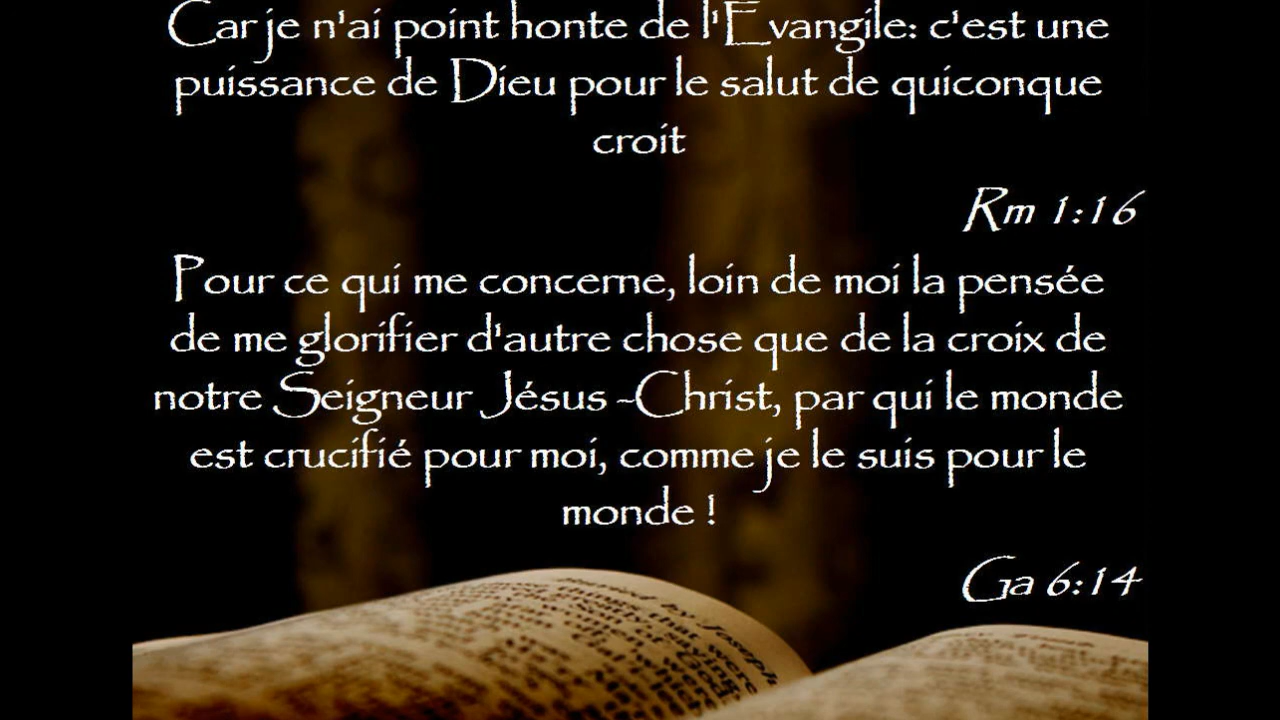 Car je n'ai point honte de l'Evangile: c'est une
puissance de Dieu pour le salut de quiconque
croit
Rm 1:16
Pour ce qui me concerne, loin de moi la pensée
de me glorifier d'autre chose que de la croix de
notre Seigneur Jésus -Christ, par qui le monde
est crucifié pour moi, comme je le suis pour le
monde !
Ga 6:14
buried by Joseph